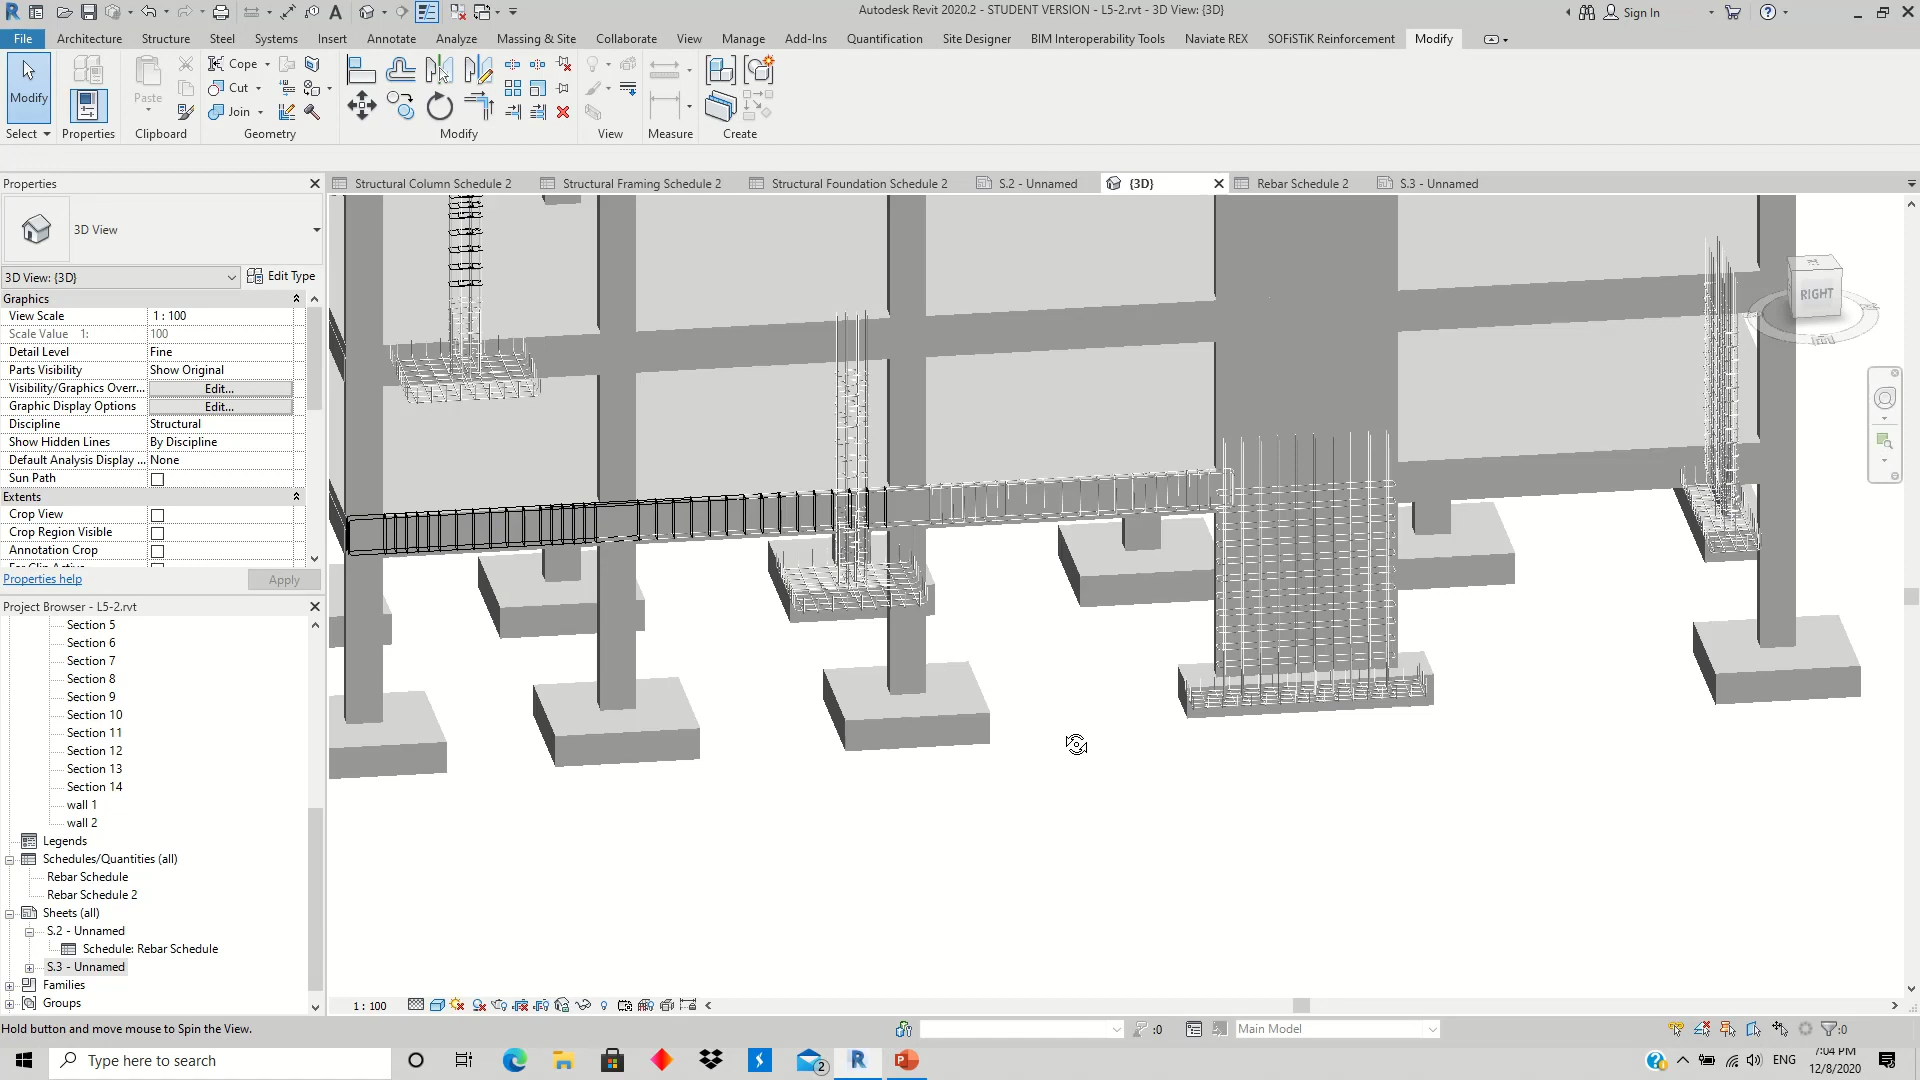 Autodesk Revit 2020.2 - STUDENT VERSION - L5-2.rvt - 3D View: {3D}
Sign In
File Architecture Structure Steel Systems Insert Annotate Analyze Massing & Site Collaborate View Manage Add-Ins Quantification Site Designer BIM Interoperability Tools Naviate REX SOFiSTiK Reinforcement Modify
Cope
Modify
Paste
Cut
Join
Select Properties Clipboard Geometry Modify View Measure Create
Properties
Structural Column Schedule 2
Structural Framing Schedule 2
Structural Foundation Schedule 2
S.2 - Unnamed
{3D}
Rebar Schedule 2
S.3 - Unnamed
3D View
3D View: {3D}
Edit Type
Graphics
View Scale 1 : 100
Scale Value 1: 100
Detail Level Fine
Parts Visibility Show Original
Visibility/Graphics Overr... Edit...
Graphic Display Options Edit...
Discipline Structural
Show Hidden Lines By Discipline
Default Analysis Display ... None
Sun Path
Extents
Crop View
Crop Region Visible
Annotation Crop
Properties help
Apply
RIGHT
Project Browser - L5-2.rvt
Section 5
Section 6
Section 7
Section 8
Section 9
Section 10
Section 11
Section 12
Section 13
Section 14
wall 1
wall 2
Legends
Schedules/Quantities (all)
Rebar Schedule
Rebar Schedule 2
Sheets (all)
S.2 - Unnamed
Schedule: Rebar Schedule
S.3 - Unnamed
Families
Groups
1 : 100
Hold button and move mouse to Spin the View.
:0
Main Model
:0
Type here to search
2
ENG
7:04 PM
12/8/2020